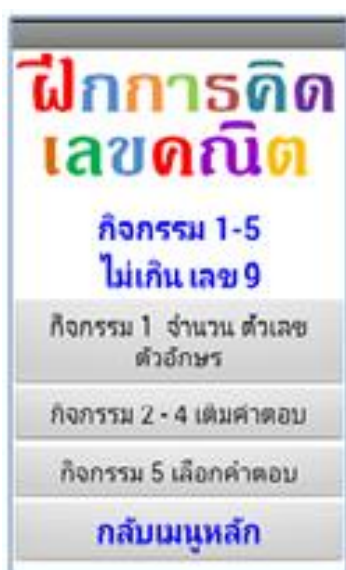 ฝึกการคิด
เลขคณิต
กิจกรรม 1-5
ไม่เกิน เลข 9
กิจกรรม 1 จำนวน ตัวเลข
ตัวอักษร
กิจกรรม 2 - 4 เติมคำตอบ
กิจกรรม 5 เลือกคำตอบ
กลับเมนูหลัก